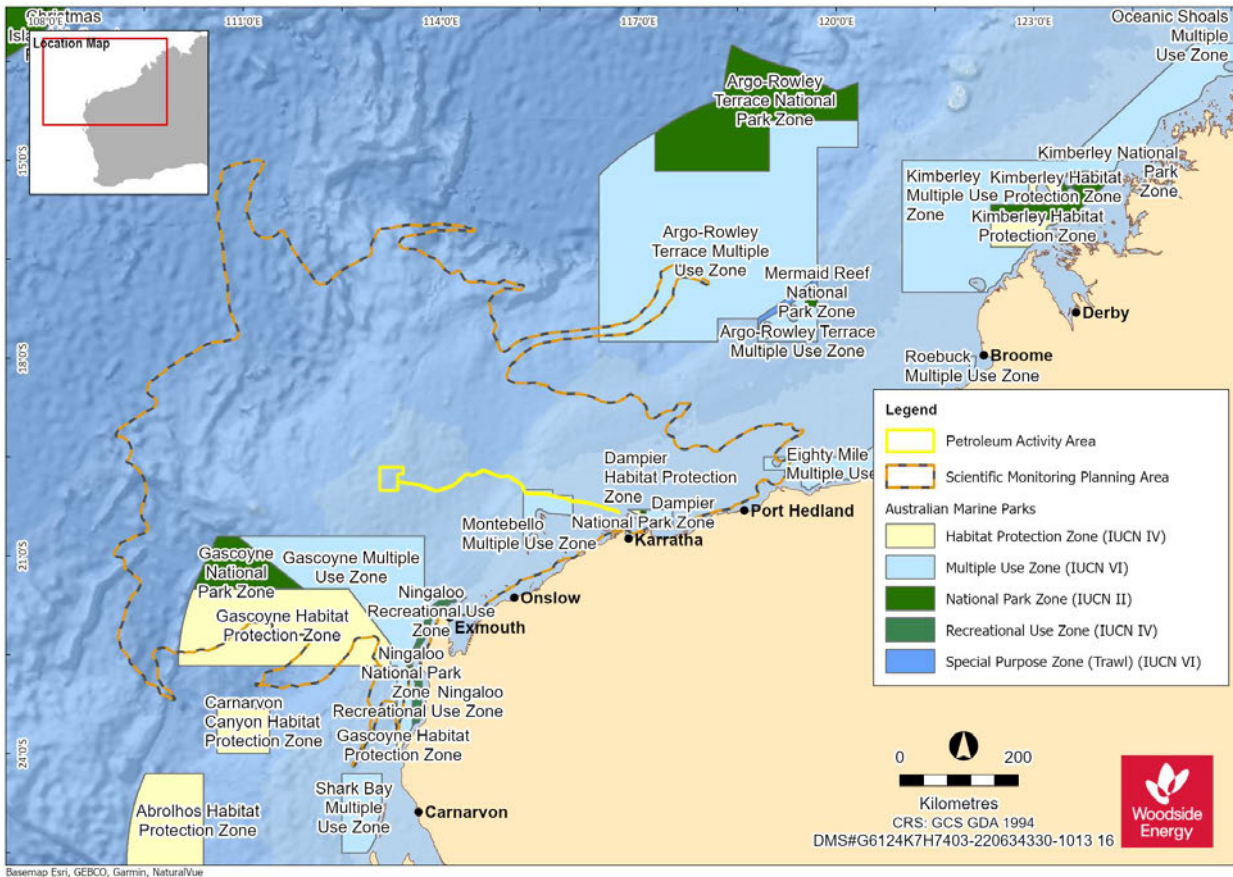 108°0'0"E
111°0'0"E
114°0'0"E
117°0'0"E
120°0'0"E
123°0'0"E
Christmas
Location Map
Oceanic Shoals
Multiple
Use Zone
Argo-Rowley
Terrace National
Park Zone
15°0'0"S
Kimberley National
Park
Zone
Kimberley
Multiple Use
Zone
Kimberley Habitat
Protection Zone
Kimberley Habitat
Protection Zone
Argo-Rowley
Terrace Multiple
Use Zone
Mermaid Reef
National
Park Zone
Argo-Rowley Terrace
Multiple Use Zone
Derby
18°0'0"S
Broome
Roebuck
Multiple Use Zone
Eighty Mile
Multiple Use
Dampier
Habitat Protection
Zone
Dampier
National Park Zone
Port Hedland
Montebello
Multiple Use Zone
Karratha
21°0'0"S
Gascoyne
National
Park Zone
Gascoyne Multiple
Use Zone
Onslow
Ningaloo
Recreational Use
Zone
Exmouth
Gascoyne Habitat
Protection Zone
Ningaloo
National Park
Zone
Ningaloo
Recreational Use Zone
Carnarvon
Canyon Habitat
Protection Zone
Gascoyne Habitat
Protection Zone
24°0'0"S
Shark Bay
Multiple
Use Zone
Carnarvon
Abrolhos Habitat
Protection Zone
Legend
Petroleum Activity Area
Scientific Monitoring Planning Area
Australian Marine Parks
Habitat Protection Zone (IUCN IV)
Multiple Use Zone (IUCN VI)
National Park Zone (IUCN II)
Recreational Use Zone (IUCN IV)
Special Purpose Zone (Trawl) (IUCN VI)
0 200
Kilometres
CRS: GCS GDA 1994
DMS#G6124K7H7403-220634330-1013 16
Woodside
Energy
Basemap Esri, GEBCO, Garmin, NaturalVue